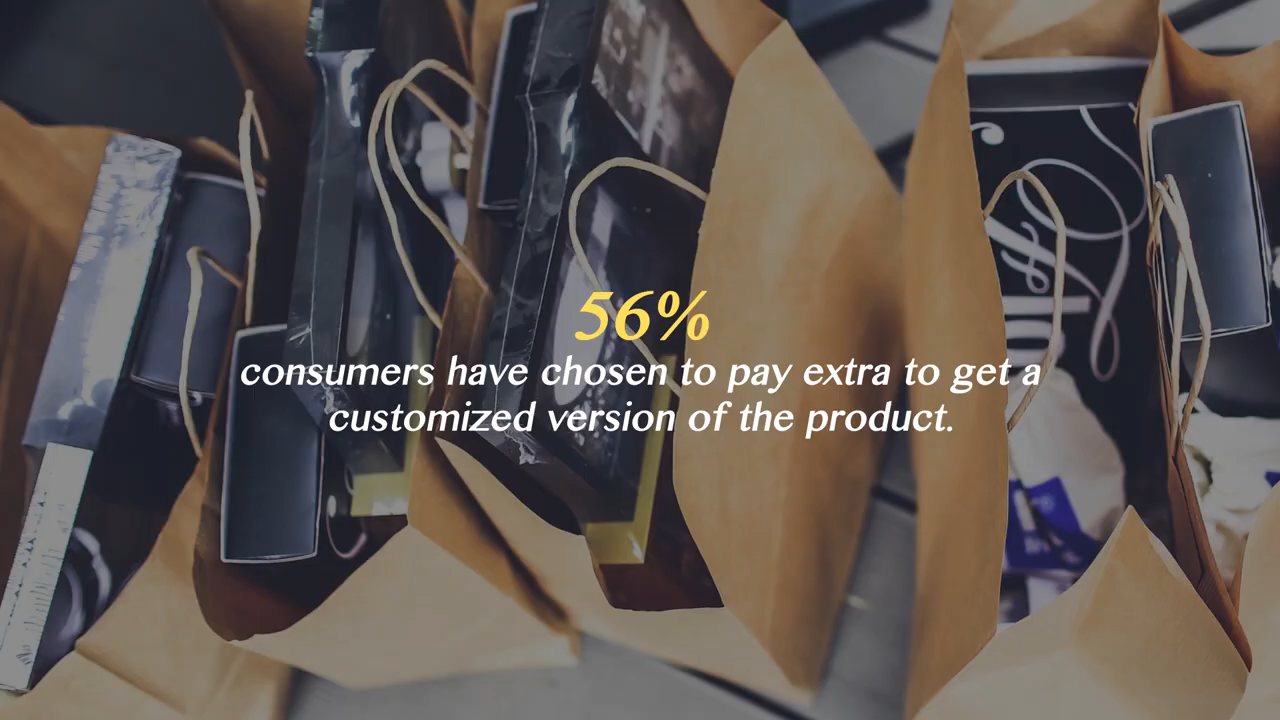 56%
consumers have chosen to pay extra to get a
customized version of the product.